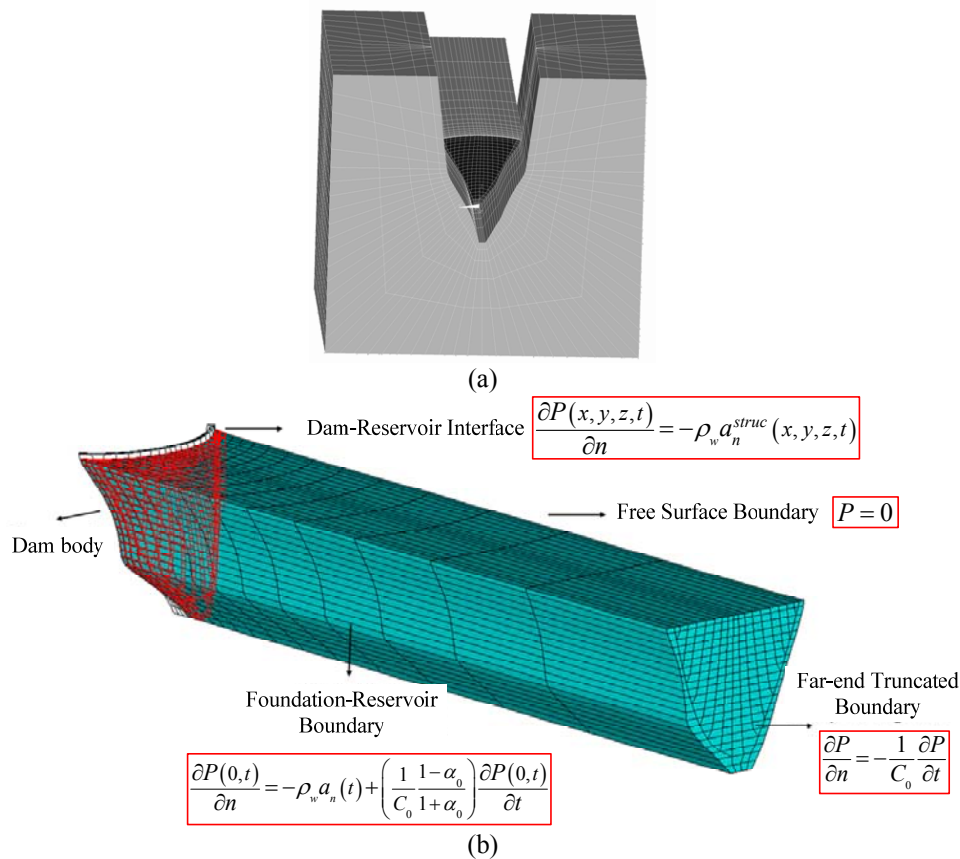 (a)
Dam-Reservoir Interface ∂P(x, y, z, t)/∂n = −ρ_w a_n^{struc}(x, y, z, t)
Free Surface Boundary P = 0
Dam body
Foundation-Reservoir
Boundary
∂P(0, t)/∂n = −ρ_w a_n(t) + (1/C_0 (1−α_0)/(1+α_0)) ∂P(0, t)/∂t
Far-end Truncated
Boundary
∂P/∂n = −(1/C_0) ∂P/∂t
(b)